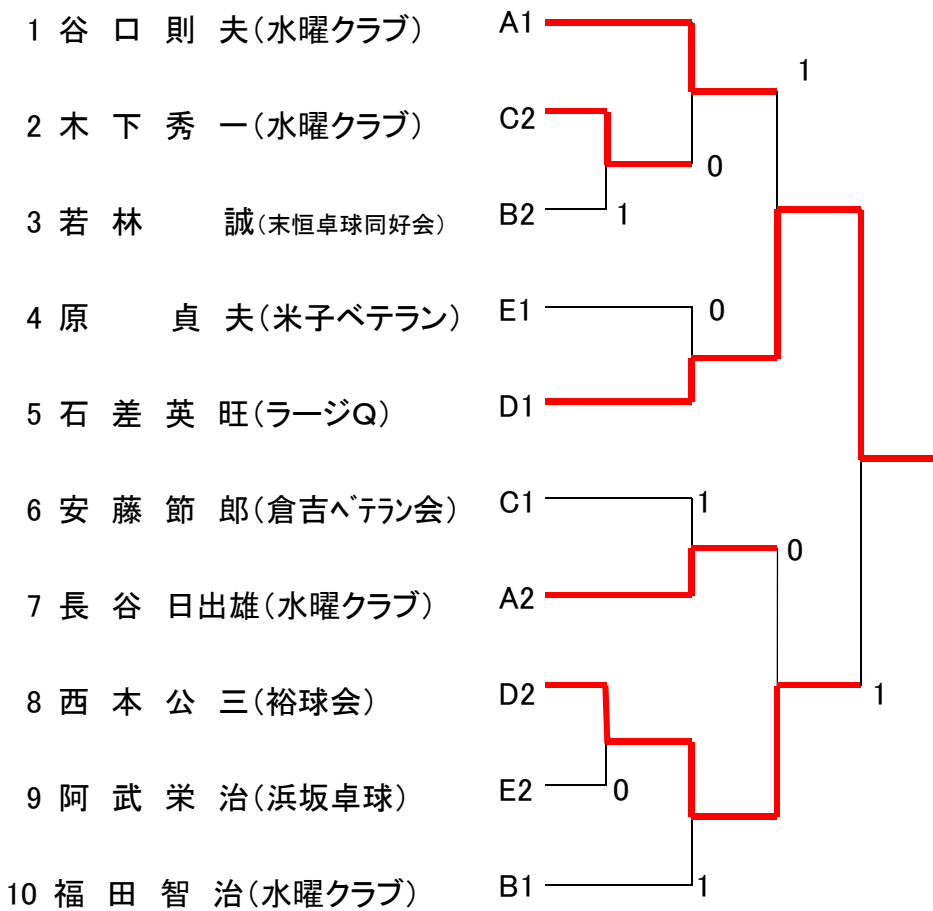 1 谷 口 則 夫(水曜クラブ) A1
1
2 木 下 秀 一(水曜クラブ) C2
0
3 若 林 誠(末恒卓球同好会) B2 1
4 原 貞 夫(米子ベテラン) E1 0
5 石 差 英 旺(ラージQ) D1
6 安 藤 節 郎(倉吉ベテラン会) C1 1
0
7 長 谷 日出雄(水曜クラブ) A2
8 西 本 公 三(裕球会) D2 1
9 阿 武 栄 治(浜坂卓球) E2 0
10 福 田 智 治(水曜クラブ) B1 1